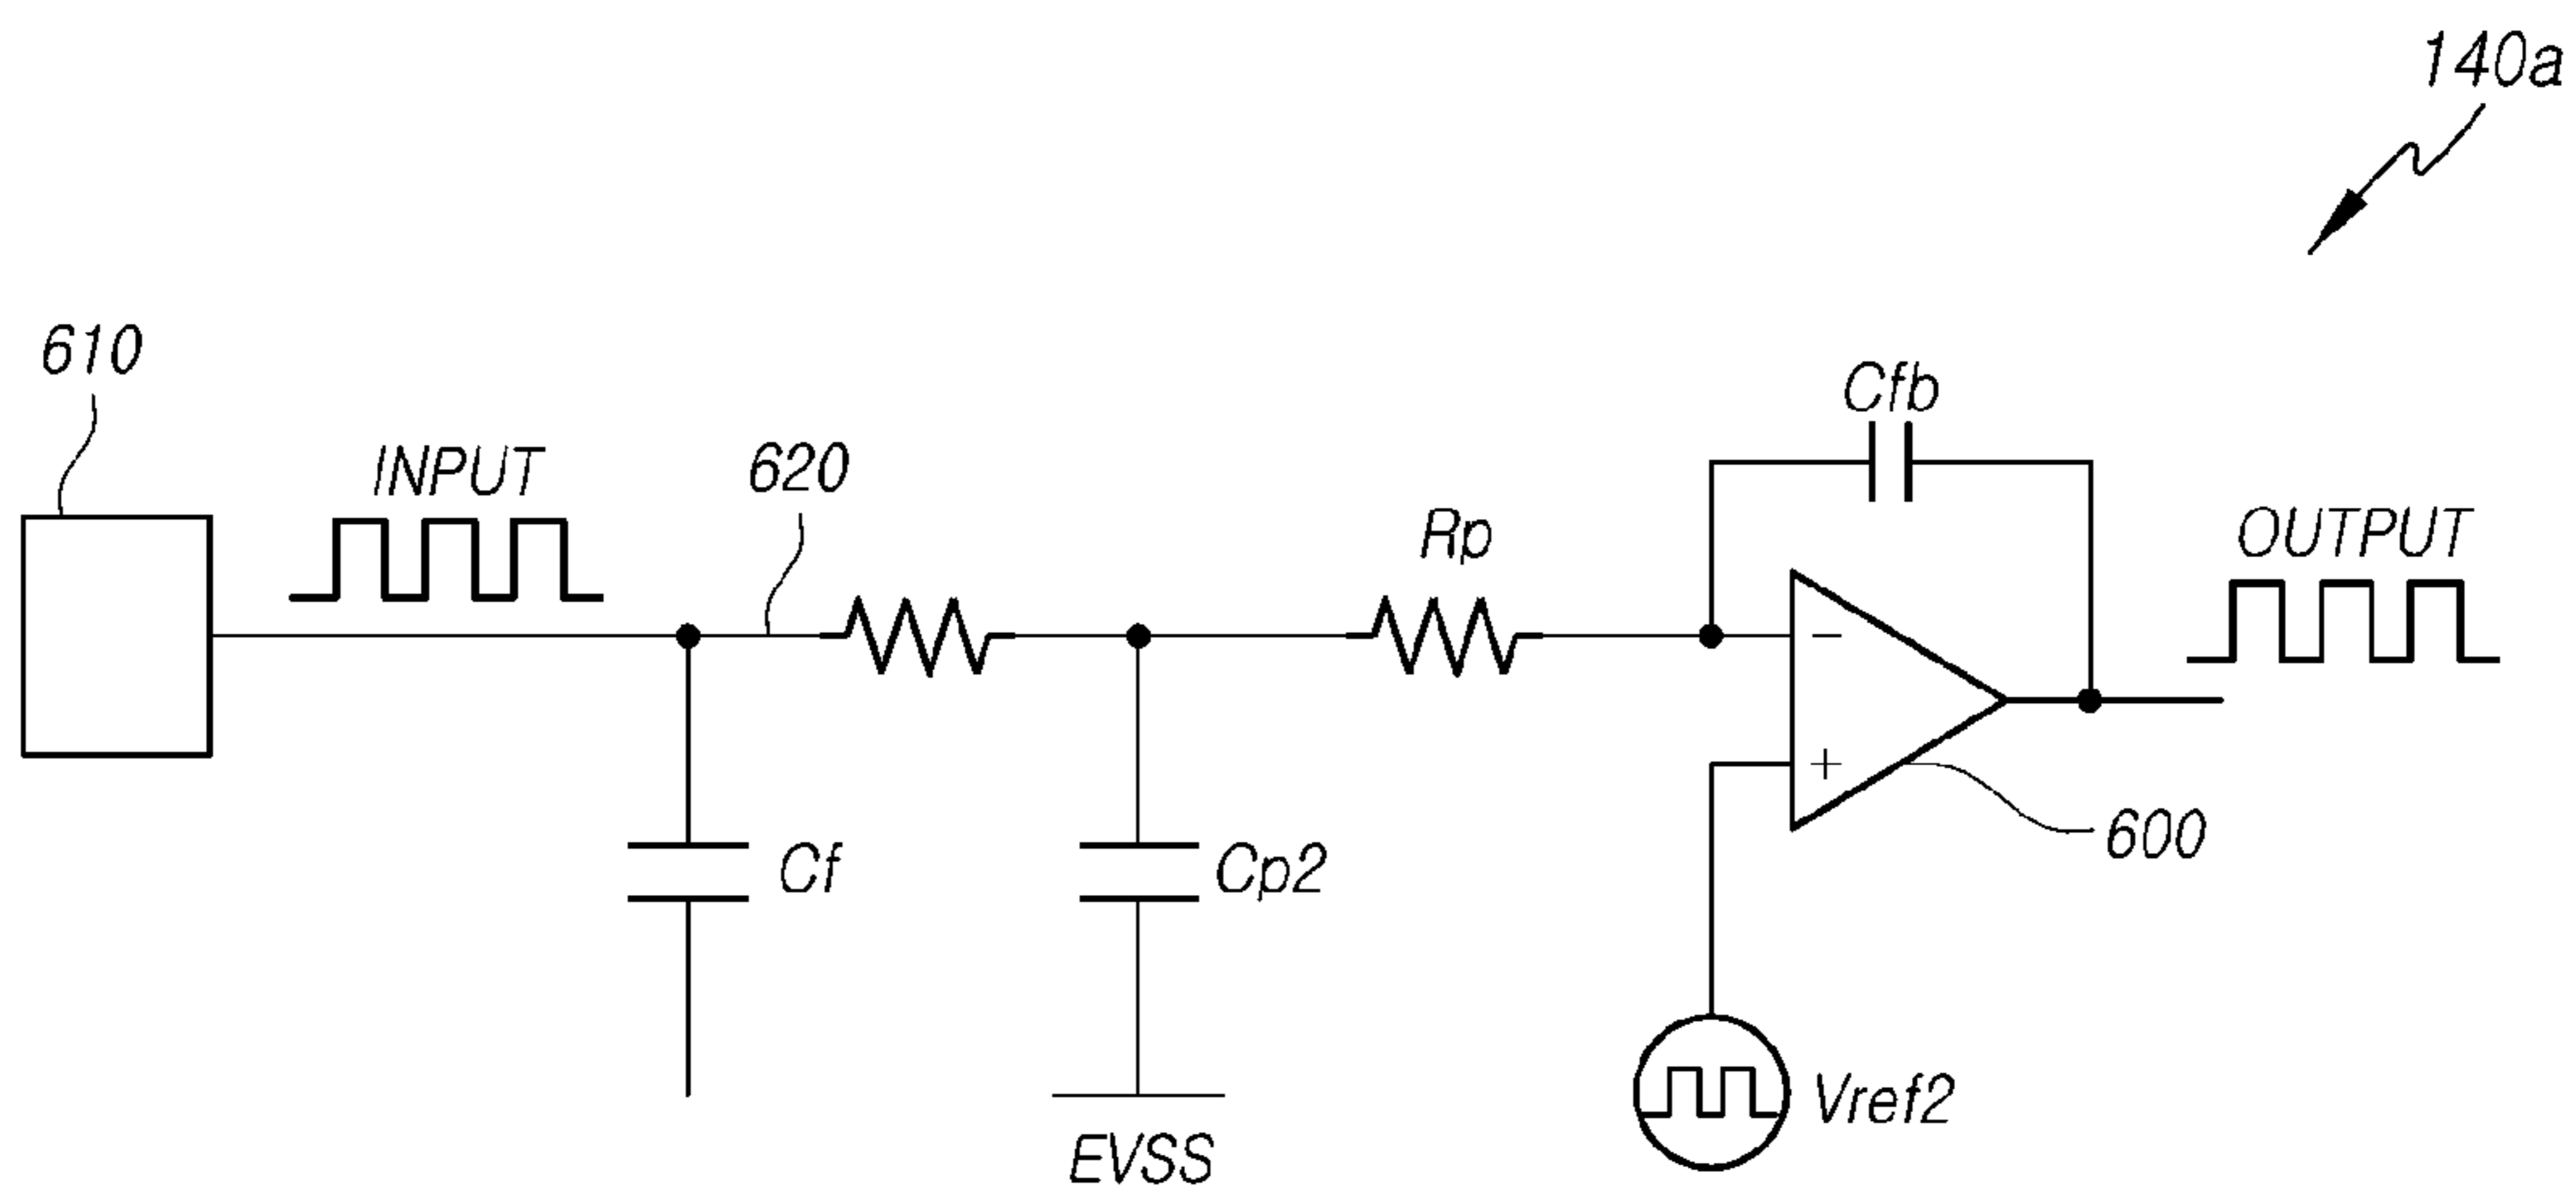 140a
610
INPUT
620
Cfb
Rp
OUTPUT
−
+
600
Cf
Cp2
Vref2
EVSS